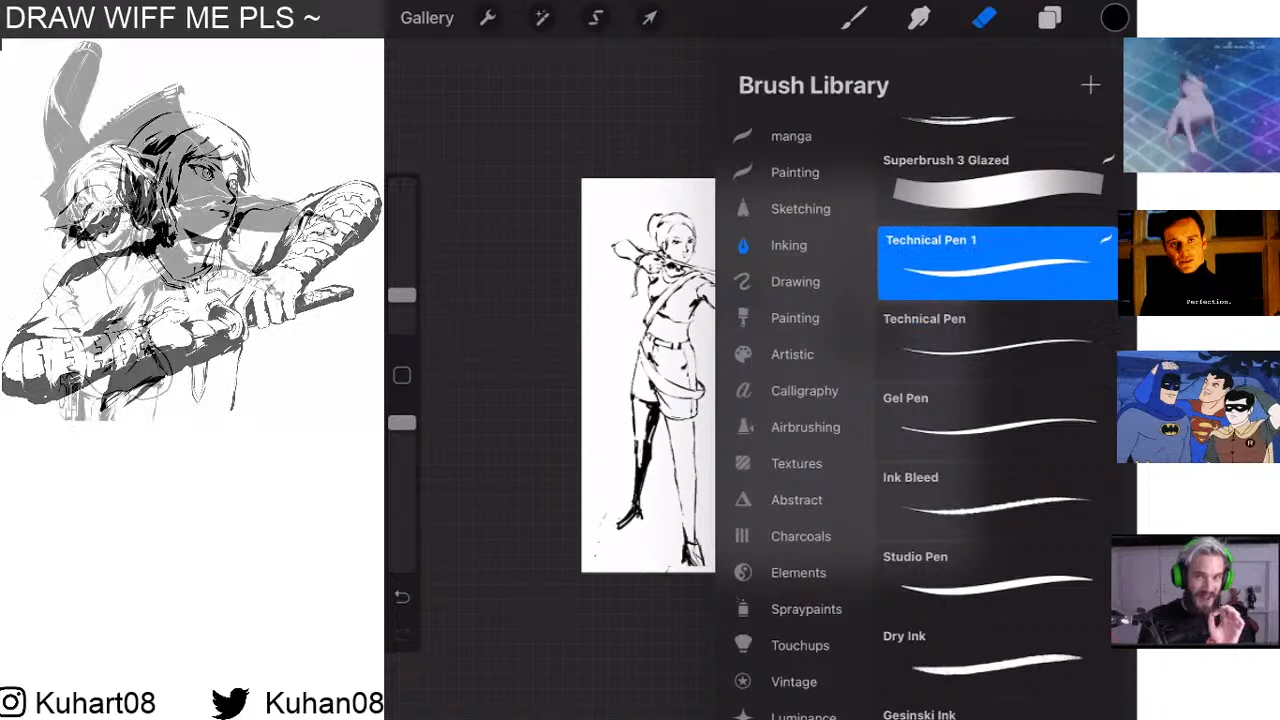 DRAW WIFF ME PLS ~
Gallery
Brush Library
manga
Painting
Sketching
Inking
Drawing
Painting
Artistic
Calligraphy
Airbrushing
Textures
Abstract
Charcoals
Elements
Spraypaints
Touchups
Vintage
Luminance
Superbrush 3 Glazed
Technical Pen 1
Technical Pen
Gel Pen
Ink Bleed
Studio Pen
Dry Ink
Gesinski Ink
Perfection.
R
Kuhart08
Kuhan08